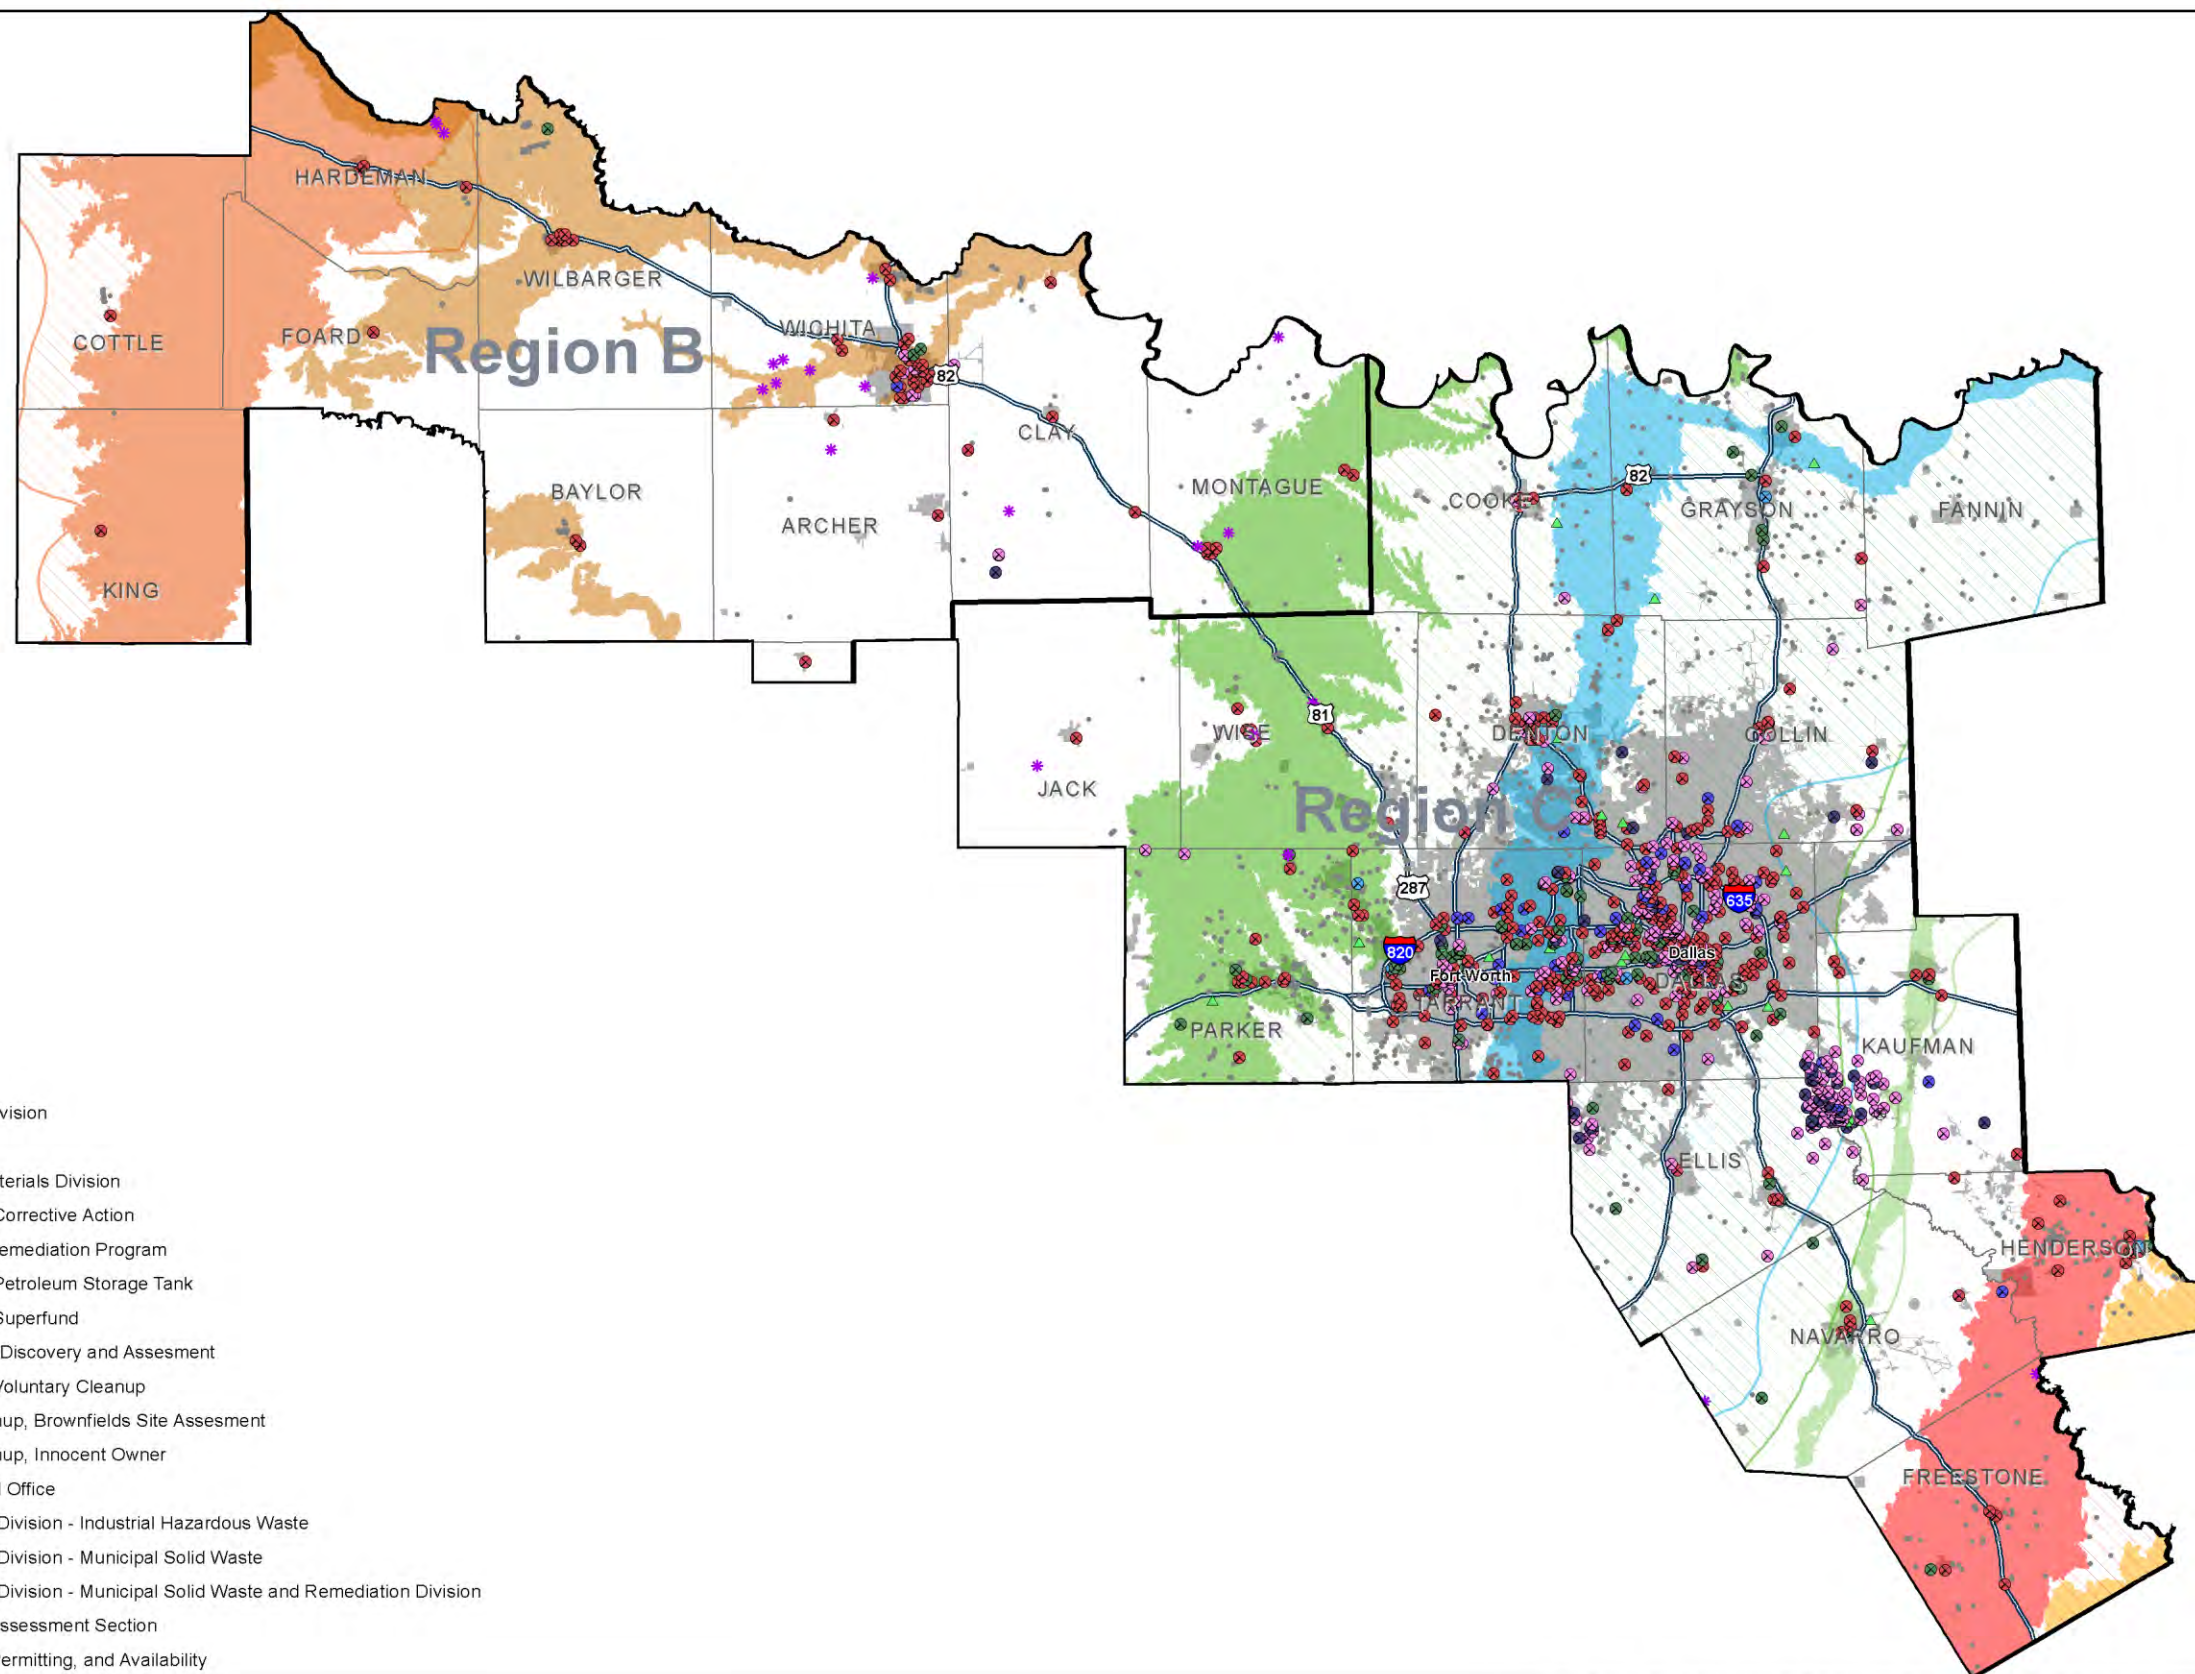 HARDEMAN
WILBARGER
COTTLE
FOARD
Region B
WICHITA
82
KING
BAYLOR
ARCHER
CLAY
MONTAGUE
COOKE
82
GRAYSON
FANNIN
JACK
WISE
81
DENTON
COLLIN
Region C
287
635
820
Fort Worth
Dallas
TARRANT
DALLAS
PARKER
KAUFMAN
ELLIS
HENDERSON
NAVARRO
FREESTONE
vision
terials Division
Corrective Action
emediation Program
Petroleum Storage Tank
Superfund
Discovery and Assesment
Voluntary Cleanup
nup, Brownfields Site Assesment
nup, Innocent Owner
l Office
Division - Industrial Hazardous Waste
Division - Municipal Solid Waste
Division - Municipal Solid Waste and Remediation Division
ssessment Section
ermitting, and Availability